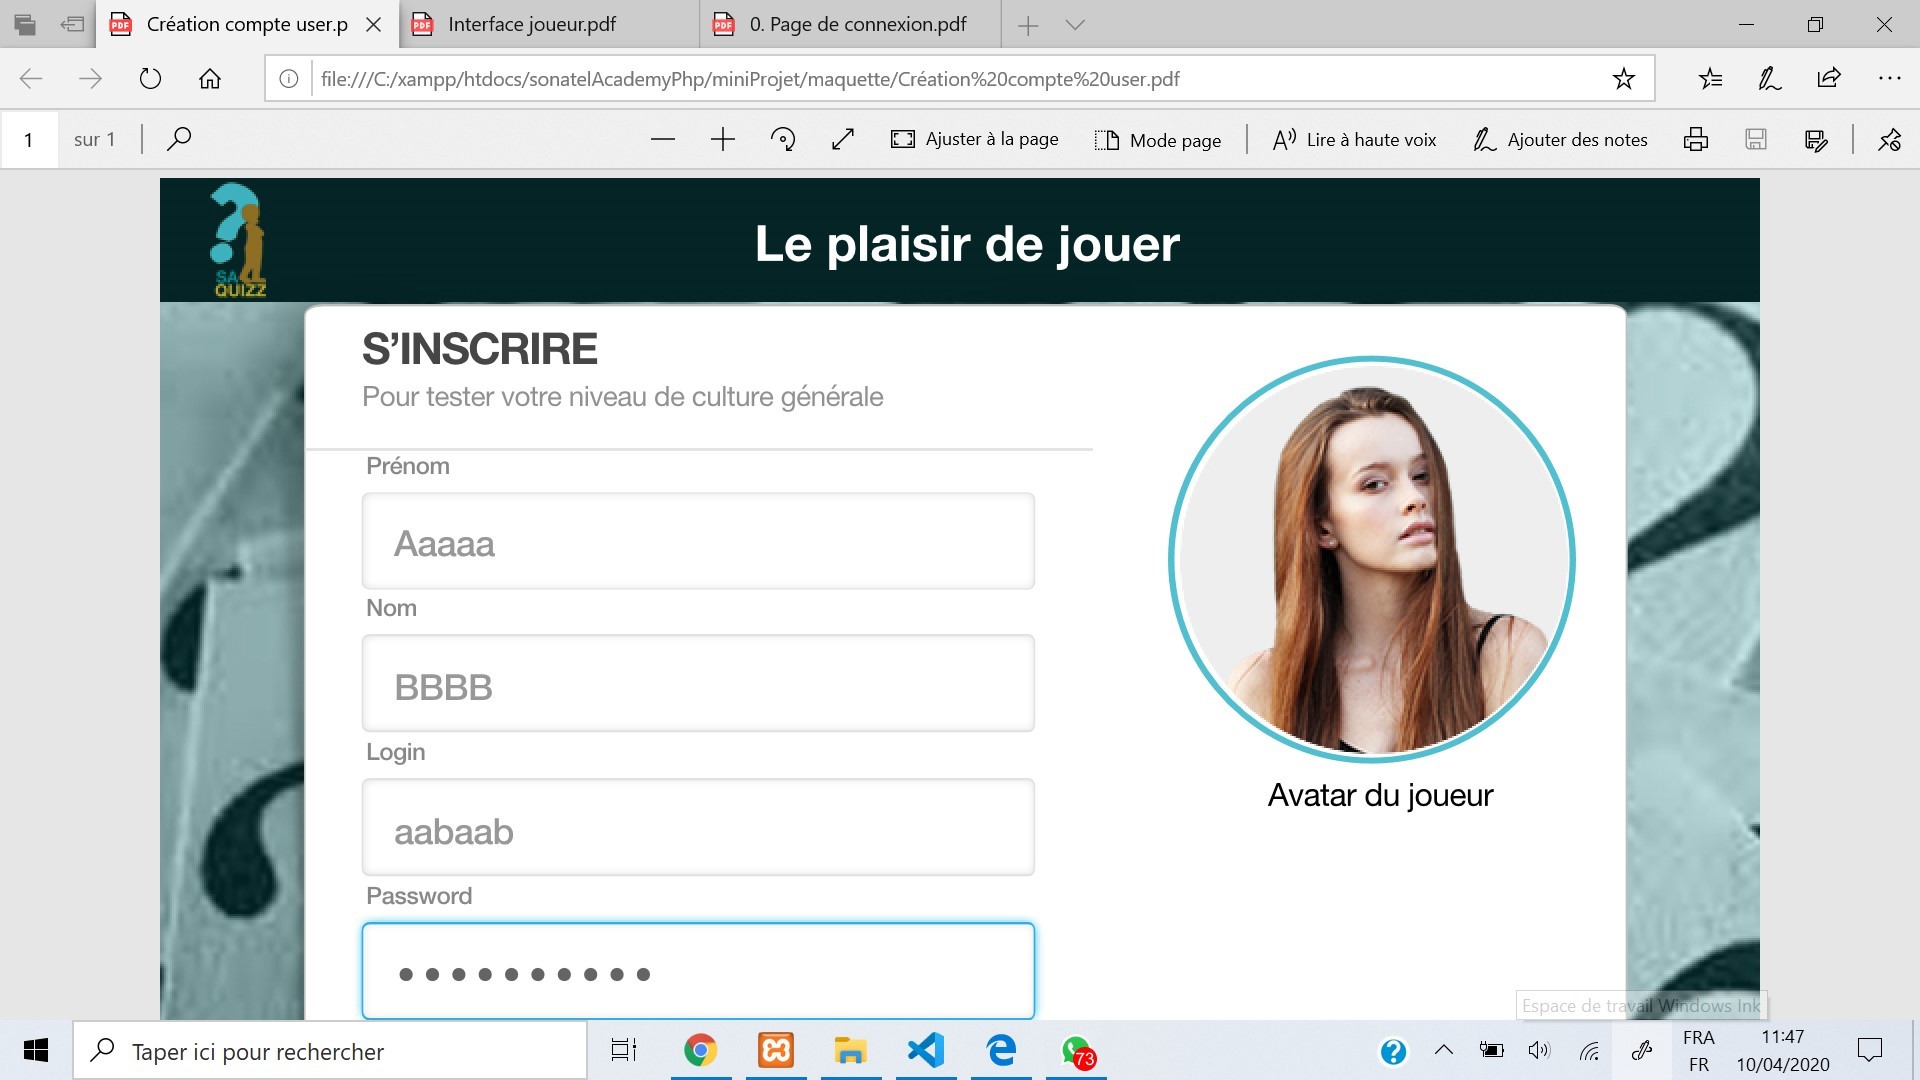 Création compte user.p
Interface joueur.pdf
0. Page de connexion.pdf
file:///C:/xampp/htdocs/sonatelAcademyPhp/miniProjet/maquette/Création%20compte%20user.pdf
1 sur 1
Ajuster à la page
Mode page
Lire à haute voix
Ajouter des notes
SA
QUIZZ
Le plaisir de jouer
S’INSCRIRE
Pour tester votre niveau de culture générale
Prénom
Aaaaa
Nom
BBBB
Login
aabaab
Password
••••••••••
Avatar du joueur
Espace de travail Windows Ink
Taper ici pour rechercher
73
FRA
FR
11:47
10/04/2020